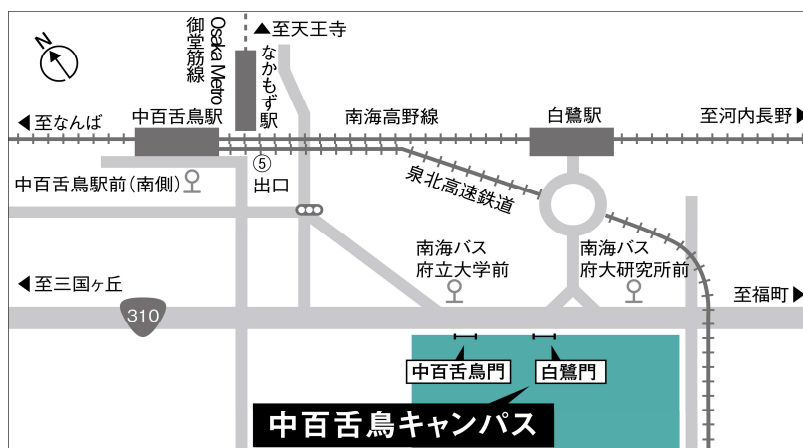 N
御堂筋線
Osaka Metro
なかもず駅
▲至天王寺
◀至なんば
中百舌鳥駅
南海高野線
白鷺駅
至河内長野▶
⑤
出口
中百舌鳥駅前（南側）
泉北高速鉄道
南海バス
府立大学前
南海バス
府大研究所前
◀至三国ヶ丘
至福町▶
310
中百舌鳥門
白鷺門
中百舌鳥キャンパス